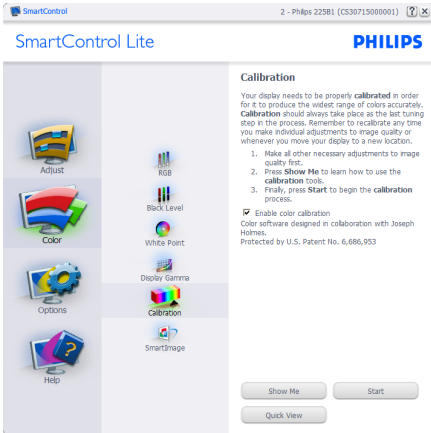 SmartControl
2 - Philips 225B1 (CS30715000001)
SmartControl Lite
PHILIPS
Adjust
Color
Options
Help
RGB
Black Level
White Point
Display Gamma
Calibration
SmartImage
Calibration
Your display needs to be properly calibrated in order
for it to produce the widest range of colors accurately.
Calibration should always take place as the last tuning
step in the process. Remember to recalibrate any time
you make individual adjustments to image quality or
whenever you move your display to a new location.
1. Make all other necessary adjustments to image
quality first.
2. Press Show Me to learn how to use the
calibration tools.
3. Finally, press Start to begin the calibration
process.
Enable color calibration
Color software designed in collaboration with Joseph
Holmes.
Protected by U.S. Patent No. 6,686,953
Show Me
Start
Quick View